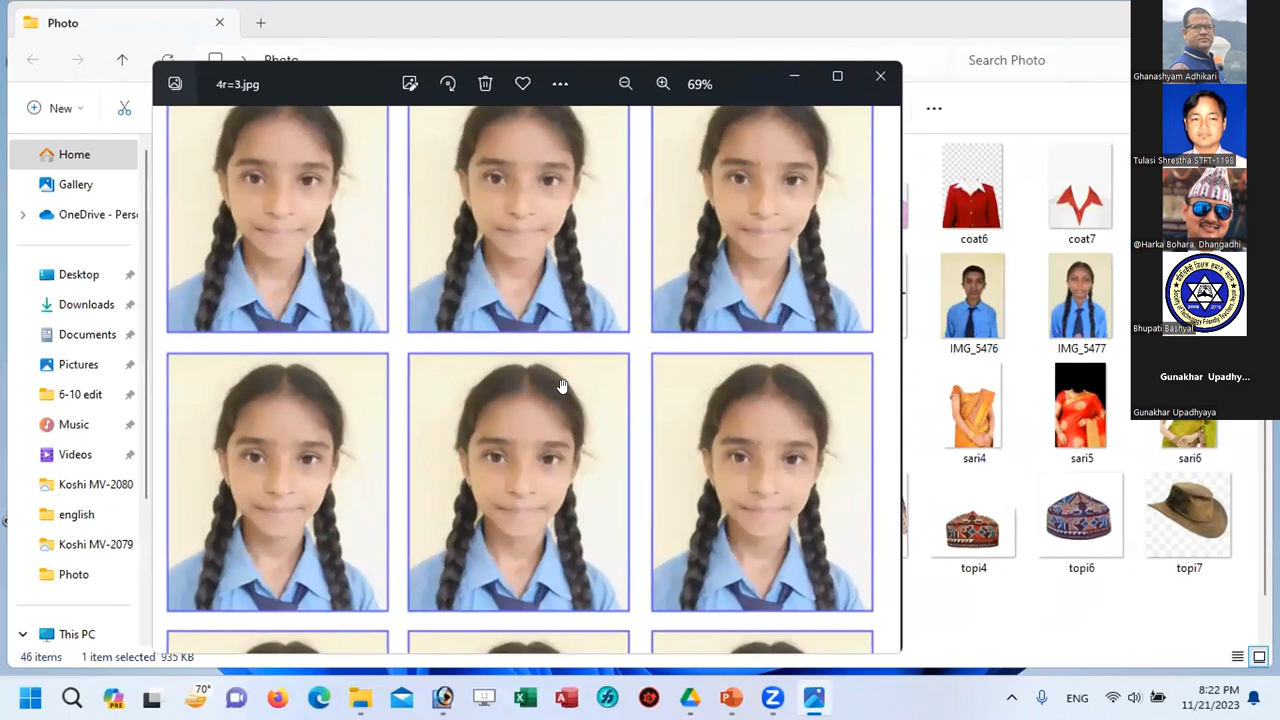 Photo
Photo
Search Photo
Ghanashyam Adhikari
New
4r=3.jpg
69%
Home
Gallery
OneDrive - Pers
Desktop
Downloads
Documents
Pictures
6-10 edit
Music
Videos
Koshi MV-2080
english
Koshi MV-2079
Photo
This PC
46 items
1 item selected 935 KB
coat6
coat7
IMG_5476
IMG_5477
sari4
sari5
sari6
topi4
topi6
topi7
Tulasi Shrestha STFT-1198
@Harka Bohara, Dhangadhi
Bhupati Bashyal
Gunakhar Upadhy...
Gunakhar Upadhyaya
PRE
70°
ENG
8:22 PM
11/21/2023